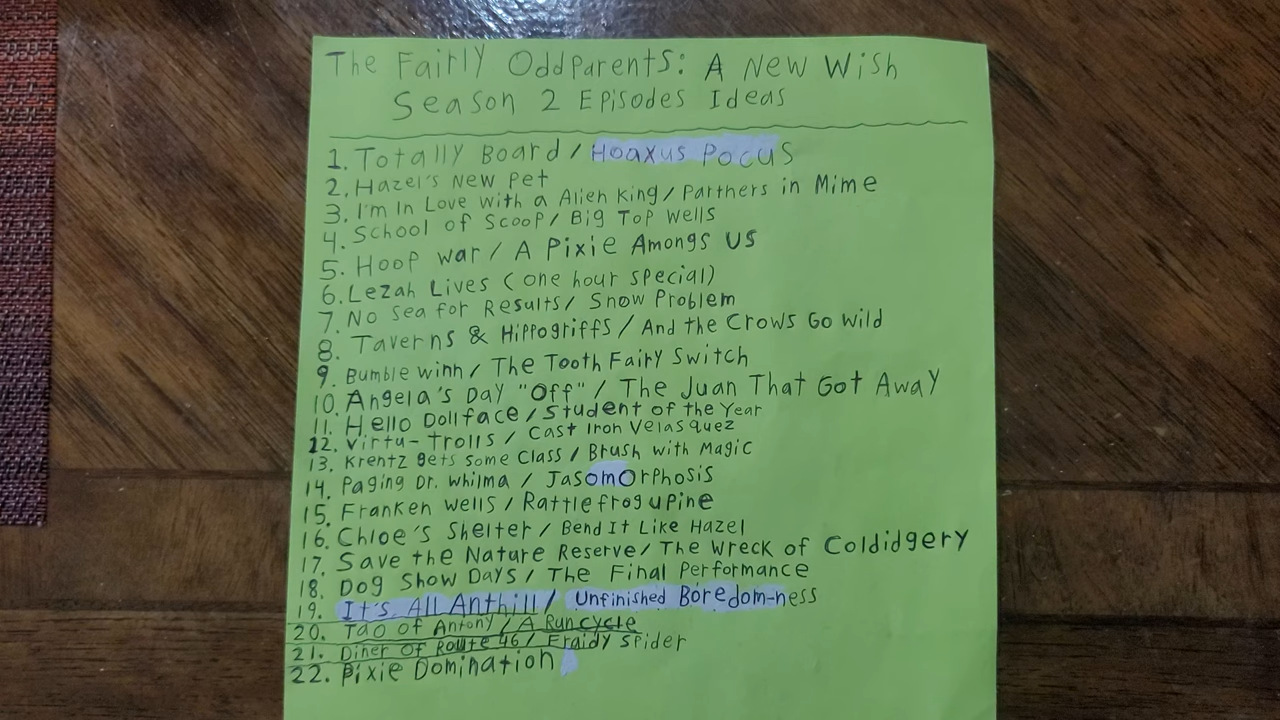 The Fairly Oddparents: A New Wish
Season 2 Episodes Ideas
1. Totally Board / Hoaxus Pocus
2. Hazel's New Pet
3. I'm In Love with a Alien King / Partners in Mime
4. School of Scoop / Big Top Wells
5. Hoop war / A Pixie Amongs us
6. Lezah Lives (one hour special)
7. No Sea for Results / Snow Problem
8. Taverns & Hippogriffs / And the Crows Go wild
9. Bumble winn / The Tooth Fairy Switch
10. Angela's Day "Off" / The Juan That Got Away
11. Hello Dollface / Student of the Year
12. Virtu-trolls / Cast Iron Velasquez
13. Krentz gets some Class / Brush with Magic
14. Paging Dr. Whilma / Jasomorphosis
15. Franken wells / Rattlefrogupine
16. Chloe's Shelter / Bend It Like Hazel
17. Save the Nature Reserve / The Wreck of Coldidgery
18. Dog Show Days / The Final Performance
19. It's All Anthill / Unfinished Boredom-ness
20. Tao of Antony / A Run cycle
21. Diner Of Route 46 / Fraidy Spider
22. Pixie Domination